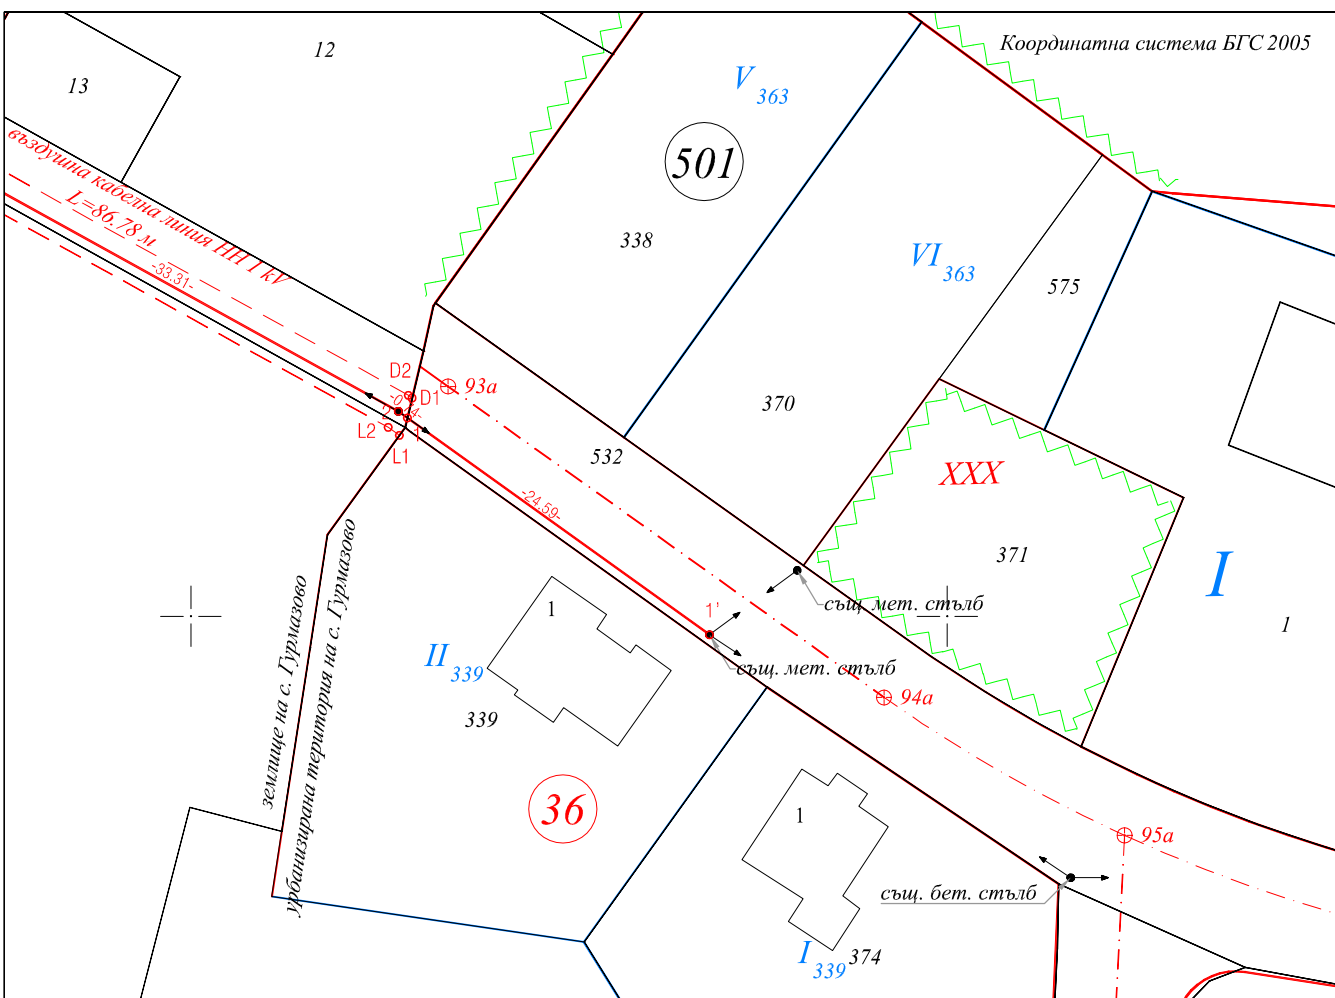 Координатна система БГС 2005
12
13
V 363
501
въздушна кабелна линия НН 1 kV
L=86.78 м
-33.31-
338
VI 363
575
D2
D1
93а
2
1
L2
L1
370
532
XXX
-24.59-
371
I
1
същ. мет. стълб
1'
същ. мет. стълб
1
II 339
339
94а
землище на с. Гурмазово
урбанизирана територия на с. Гурмазово
36
1
95а
същ. бет. стълб
I 339
374